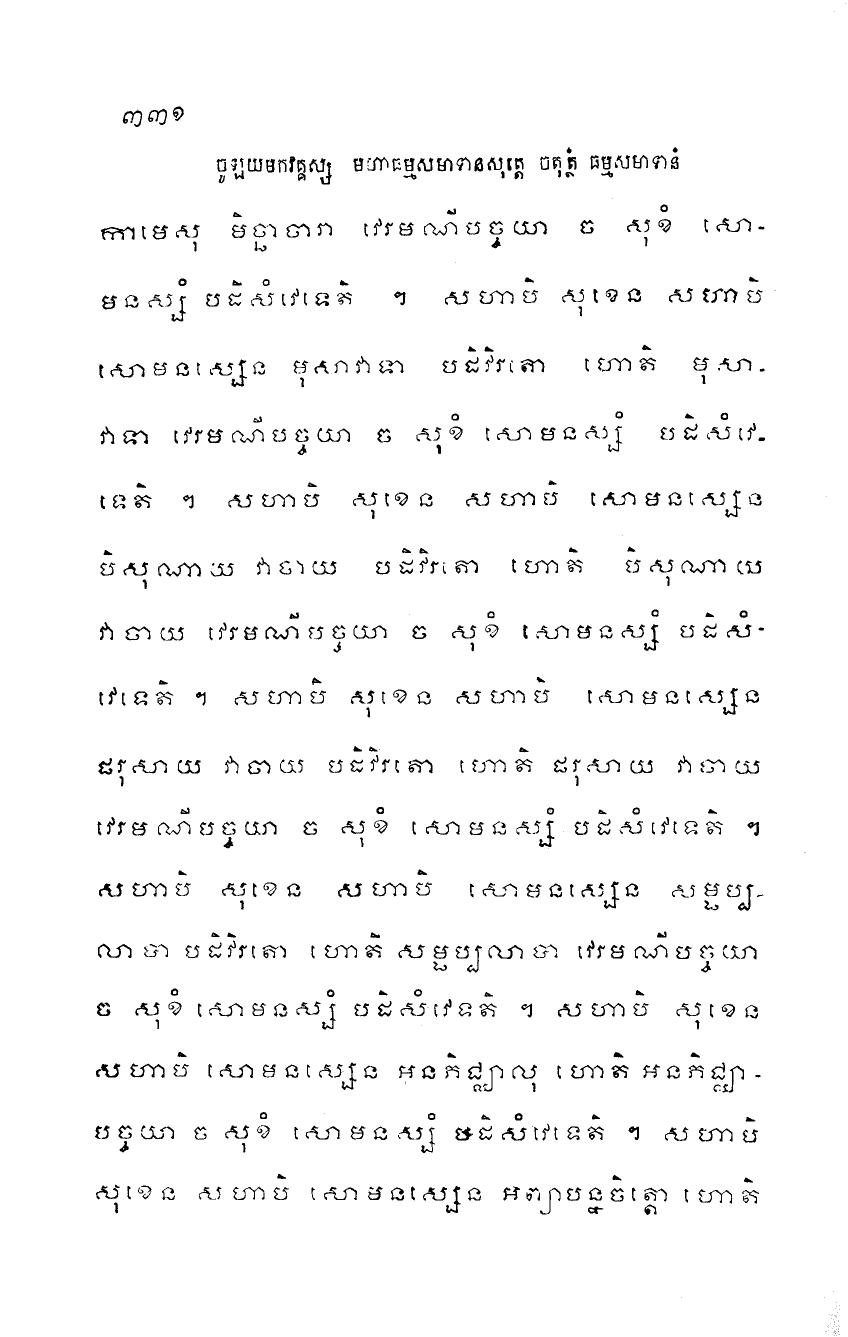 ៣៣១
ចូឡយមកវគ្គស្ស មហាធម្មសមាទានសុត្តេ ចតុត្ថំ ធម្មសមាទានំ
កាមេសុ មិច្ឆាចារា វេរមណីបច្ចយា ច សុខំ សោ-
មនស្សំ បដិសំវេទេតិ ។ សហាបិ សុខេន សហាបិ
សោមនស្សេន មុសាវាទា បដិវិរតោ ហោតិ មុសា-
វាទា វេរមណីបច្ចយា ច សុខំ សោមនស្សំ បដិសំវេ-
ទេតិ ។ សហាបិ សុខេន សហាបិ សោមនស្សេន
បិសុណាយ វាចាយ បដិវិរតោ ហោតិ បិសុណាយ
វាចាយ វេរមណីបច្ចយា ច សុខំ សោមនស្សំ បដិសំ-
វេទេតិ ។ សហាបិ សុខេន សហាបិ សោមនស្សេន
ផរុសាយ វាចាយ បដិវិរតោ ហោតិ ផរុសាយ វាចាយ
វេរមណីបច្ចយា ច សុខំ សោមនស្សំ បដិសំវេទេតិ ។
សហាបិ សុខេន សហាបិ សោមនស្សេន សម្ផប្ប-
លាបា បដិវិរតោ ហោតិ សម្ផប្បលាបា វេរមណីបច្ចយា
ច សុខំ សោមនស្សំ បដិសំវេទេតិ ។ សហាបិ សុខេន
សហាបិ សោមនស្សេន អនភិជ្ឈាលុ ហោតិ អនភិជ្ឈា-
បច្ចយា ច សុខំ សោមនស្សំ បដិសំវេទេតិ ។ សហាបិ
សុខេន សហាបិ សោមនស្សេន អព្យាបន្នចិត្តោ ហោតិ